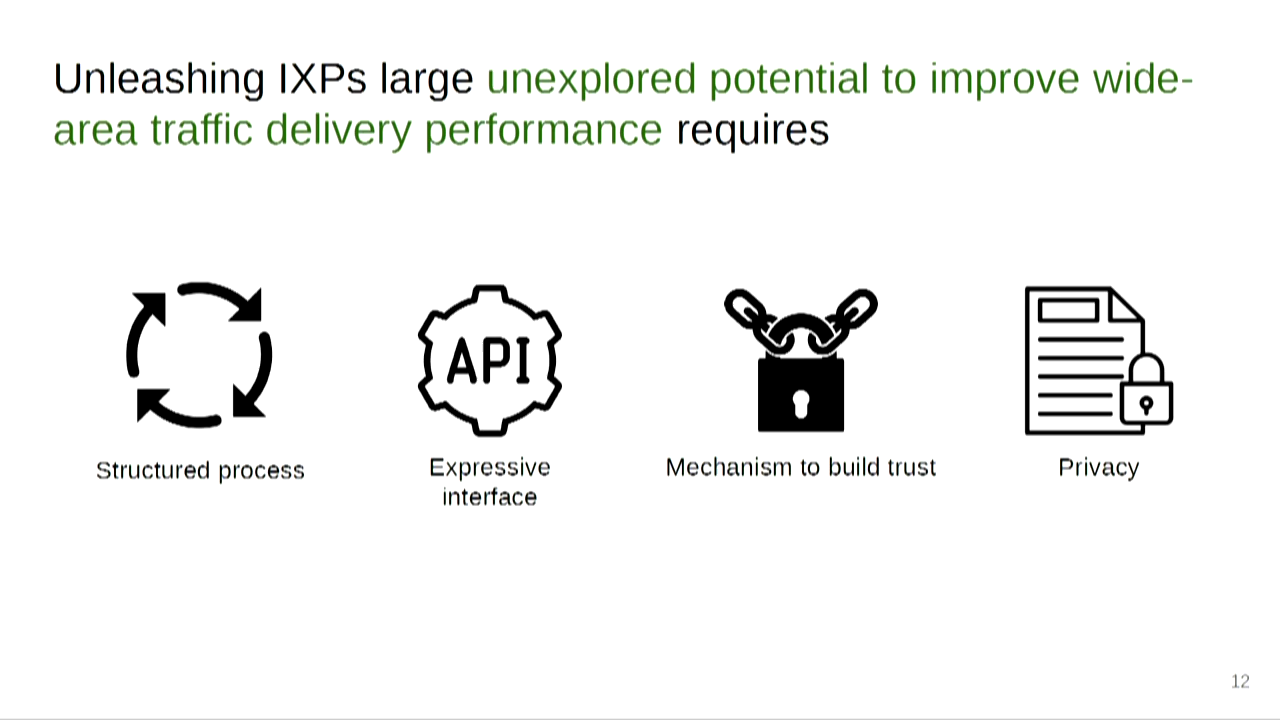 Unleashing IXPs large unexplored potential to improve wide-
area traffic delivery performance requires
API
Structured process
Expressive
interface
Mechanism to build trust
Privacy
12